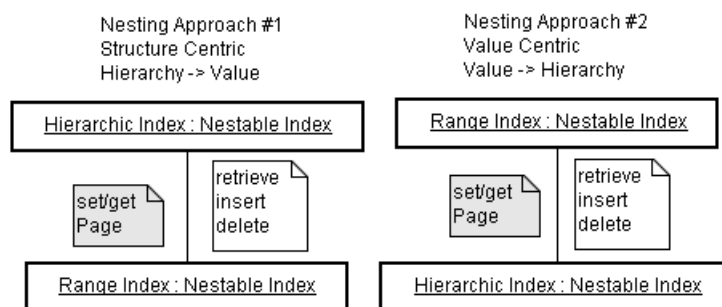 Nesting Approach #1
Structure Centric
Hierarchy -> Value
Hierarchic Index : Nestable Index
set/get
Page
retrieve
insert
delete
Range Index : Nestable Index
Nesting Approach #2
Value Centric
Value -> Hierarchy
Range Index : Nestable Index
set/get
Page
retrieve
insert
delete
Hierarchic Index : Nestable Index